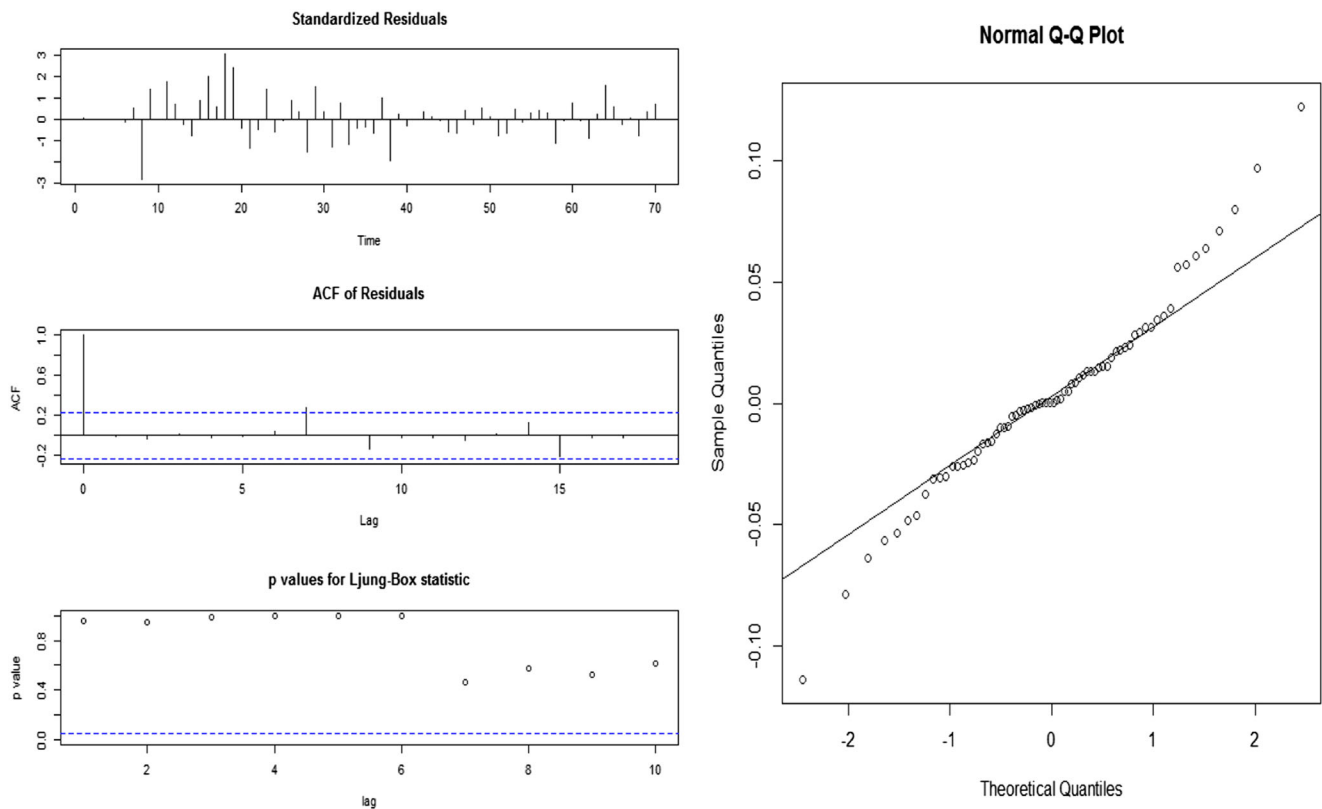 Standardized Residuals
3
2
1
0
-1
-3
0 10 20 30 40 50 60 70
Time
ACF of Residuals
1.0
0.6
0.2
-0.2
ACF
0 5 10 15
Lag
p values for Ljung-Box statistic
0.8
0.4
0.0
p value
2 4 6 8 10
lag
Normal Q-Q Plot
0.10
0.05
0.00
-0.05
-0.10
Sample Quantiles
-2 -1 0 1 2
Theoretical Quantiles